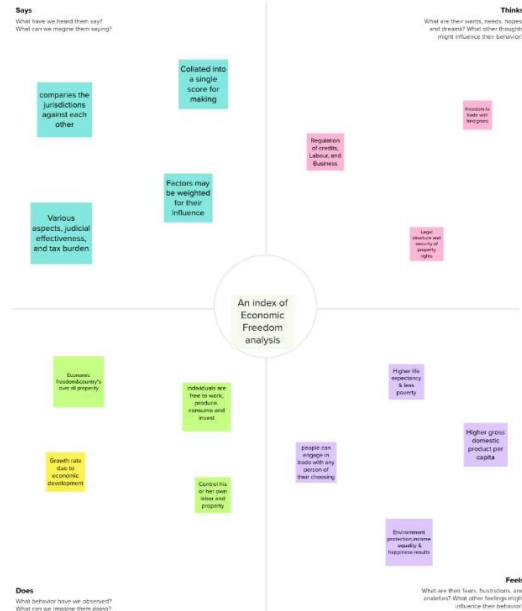 Says
What have we heard them say?
What can we magine them saying?
Thinks
What are their wants, needs, hopes
and dreams? What other thought
might influence their behavior?
Collated into
a single
score for
making
comparies the
jurisdictions
against each
other
Factors may
be weighted
for their
influence
Various
aspects, judicial
effectiveness,
and tax burden
Freedom to
trade with
foreigners
Regulation
of credits,
Labour, and
Business
Legal
structure and
security of
property
rights
An index of
Economic
Freedom
analysis
Economic
freedom&country's
over all property
Individuals are
free to work,
produce,
consume and
invest
Growth rate
due to
economic
development
Control his
or her own
labor and
property
Higher life
expectancy
& less
poverty
Higher gross
domestic
product per
capita
people can
engage in
trade with any
person of
their choosing
Environment
protection,income
equality &
happiness results
Does
What behavior have we observed?
What can we imagine them doing?
Feels
What are their fears, frustrations, and
anxieties? What other feelings might
influence their behavior?